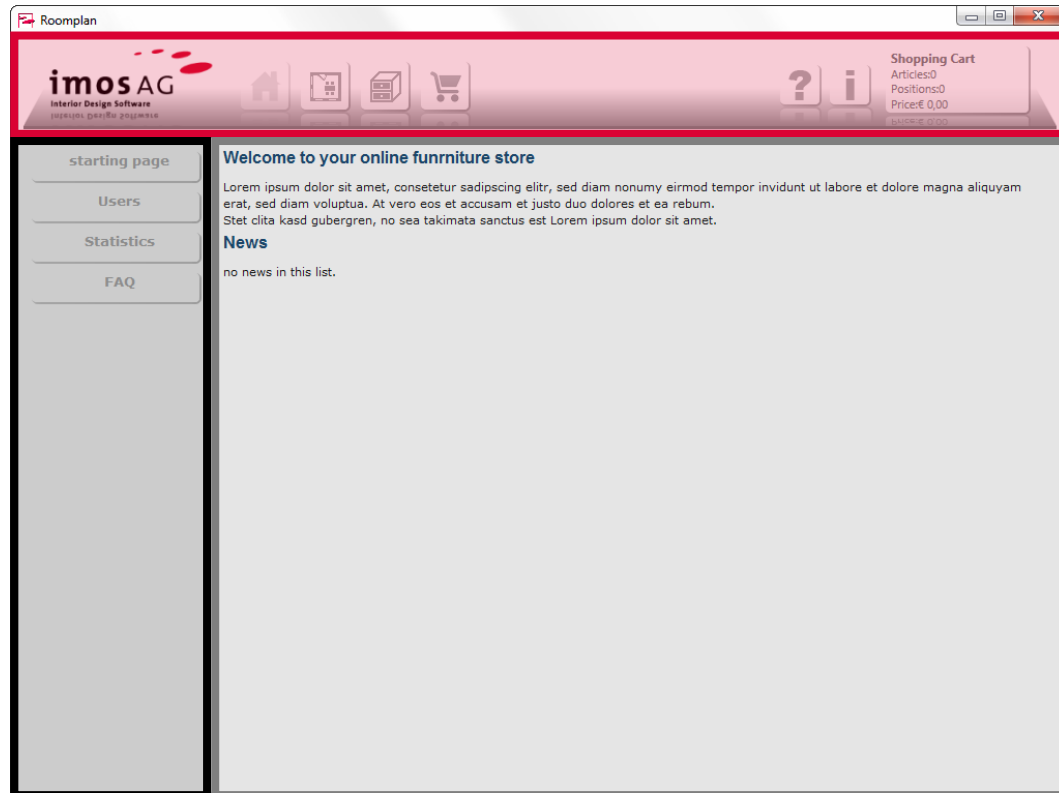 Roomplan
imos AG
Interior Design Software
Shopping Cart
Articles:0
Positions:0
Price:€ 0,00
starting page
Users
Statistics
FAQ
Welcome to your online funrniture store
Lorem ipsum dolor sit amet, consetetur sadipscing elitr, sed diam nonumy eirmod tempor invidunt ut labore et dolore magna aliquyam
erat, sed diam voluptua. At vero eos et accusam et justo duo dolores et ea rebum.
Stet clita kasd gubergren, no sea takimata sanctus est Lorem ipsum dolor sit amet.
News
no news in this list.